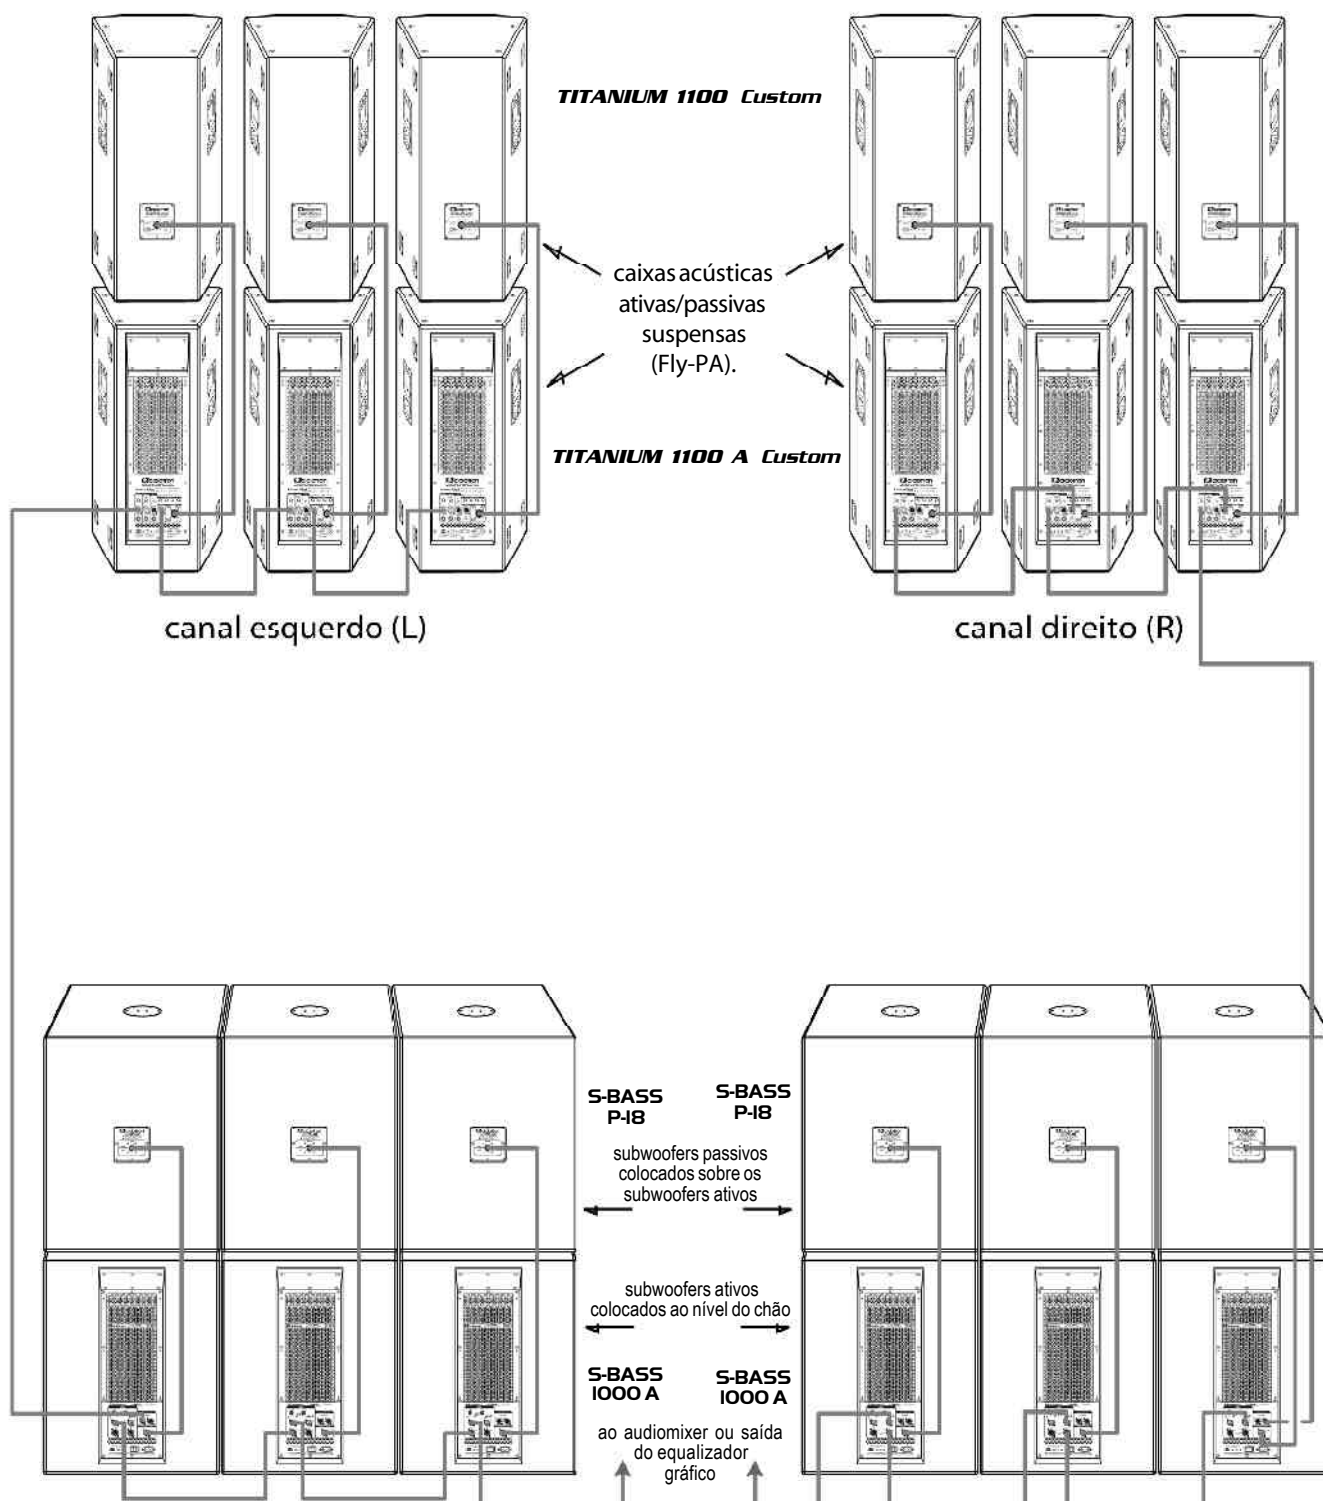 TITANIUM 1100 Custom
caixas acústicas
ativas/passivas
suspensas
(Fly-PA).
TITANIUM 1100 A Custom
canal esquerdo (L)
canal direito (R)
S-BASS
P-18
S-BASS
P-18
subwoofers passivos
colocados sobre os
subwoofers ativos
subwoofers ativos
colocados ao nível do chão
S-BASS
1000 A
S-BASS
1000 A
ao audiomixer ou saída
do equalizador
gráfico